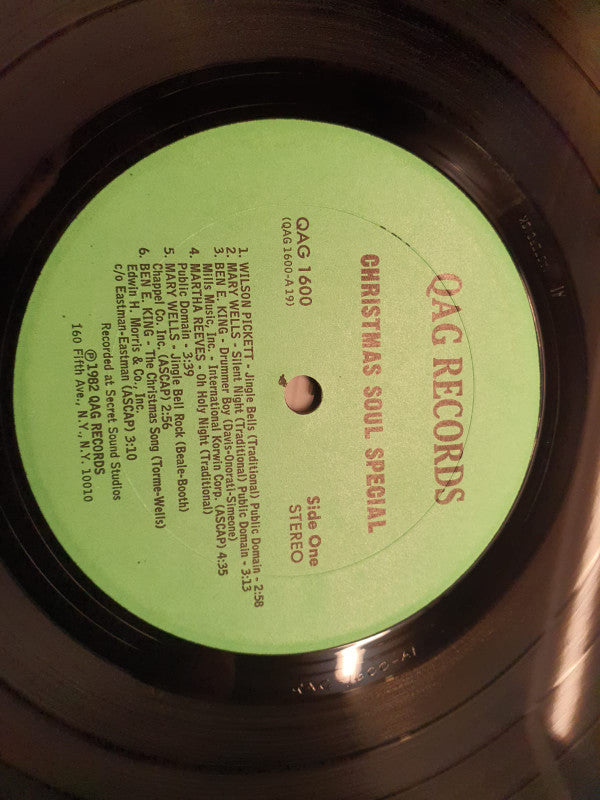 QAG RECORDS
CHRISTMAS SOUL SPECIAL
QAG 1600
(QAG 1600-A19)
Side One
STEREO
1. WILSON PICKETT - Jingle Bells (Traditional) Public Domain - 2:58
2. MARY WELLS - Silent Night (Traditional) Public Domain - 3:13
3. BEN E. KING - Drummer Boy (Davis-Onorati-Simeone)
Mills Music, Inc. - International Korwin Corp. (ASCAP) 4:35
4. MARTHA REEVES - Oh Holy Night (Traditional)
Public Domain - 3:39
5. MARY WELLS - Jingle Bell Rock (Beale-Booth)
Chappel Co. Inc. (ASCAP) 2:56
6. BEN E. KING - The Christmas Song (Torme-Wells)
Edwin H. Morris & Co., Inc.
c/o Eastman-Eastman (ASCAP) 3:10
Recorded at Secret Sound Studios
℗ 1982 QAG RECORDS
160 Fifth Ave., N.Y., N.Y. 10010